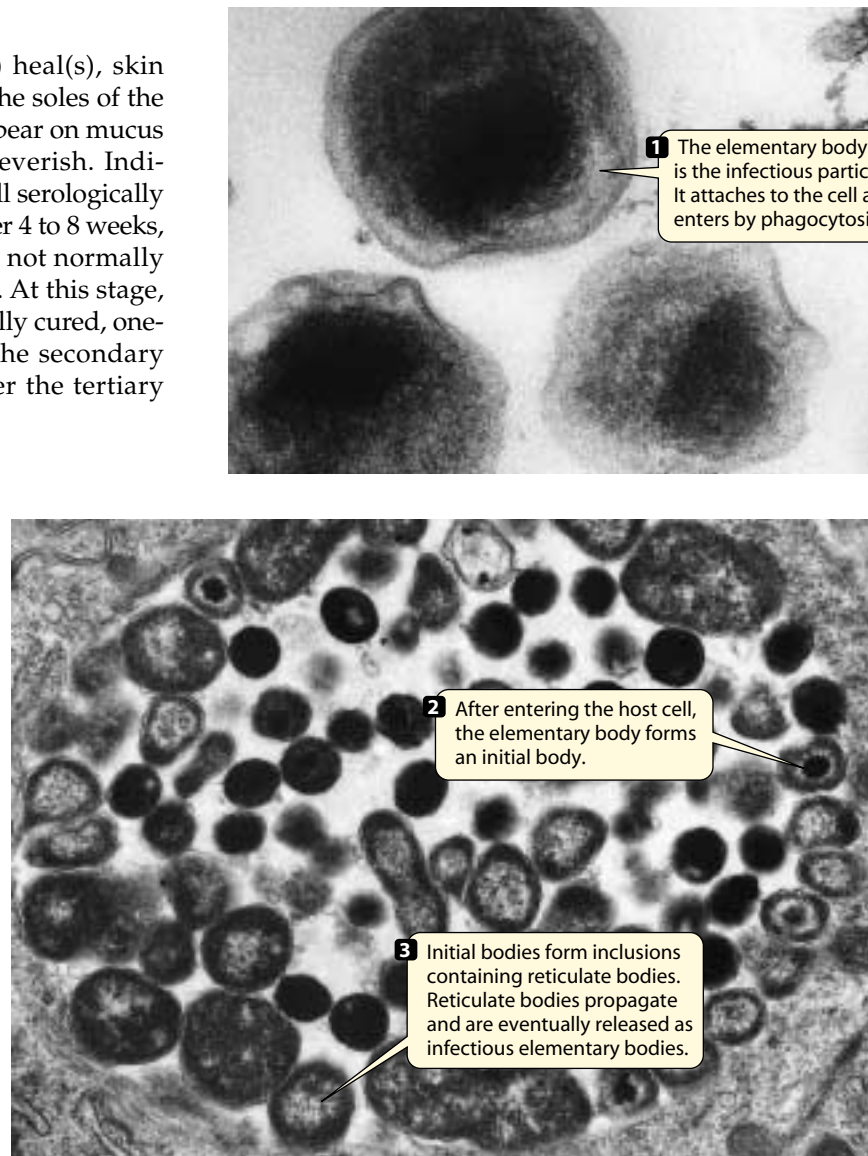 heal(s), skin
he soles of the
pear on mucus
everish. Indi-
ll serologically
er 4 to 8 weeks,
not normally
. At this stage,
lly cured, one-
he secondary
er the tertiary
1 The elementary body
is the infectious partic
It attaches to the cell a
enters by phagocytosi
2 After entering the host cell,
the elementary body forms
an initial body.
3 Initial bodies form inclusions
containing reticulate bodies.
Reticulate bodies propagate
and are eventually released as
infectious elementary bodies.